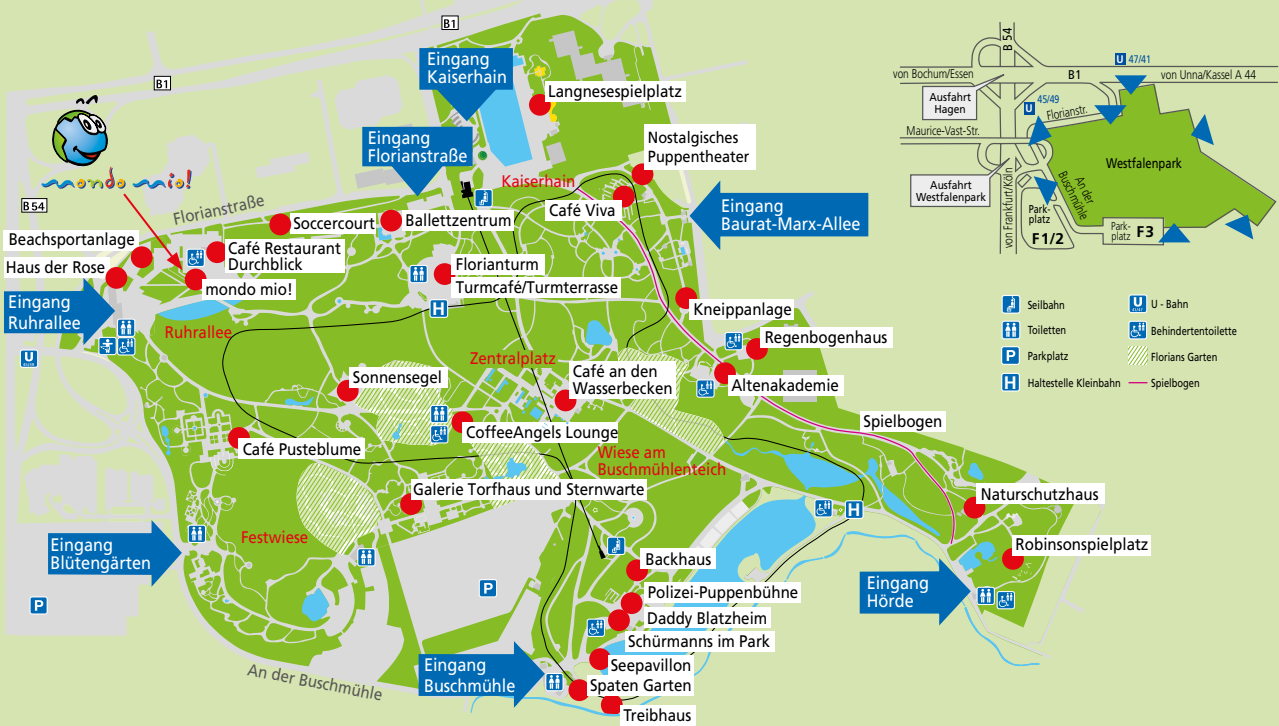 B1
Eingang
Kaiserhain
B1
Langnesespielplatz
mondo mio!
Eingang
Florianstraße
Nostalgisches
Puppentheater
Kaiserhain
Café Viva
B54
Florianstraße
Soccercourt
Ballettzentrum
Eingang
Baurat-Marx-Allee
Beachsportanlage
Haus der Rose
Café Restaurant
Durchblick
mondo mio!
Florianturm
Turmcafé/Turmterrasse
H
Eingang
Ruhrallee
Ruhrallee
Kneippanlage
Regenbogenhaus
U
Zentralplatz
Sonnensegel
Café an den
Wasserbecken
Altenakademie
Spielbogen
CoffeeAngels Lounge
Café Pusteblume
Wiese am
Buschmühlenteich
Galerie Torfhaus und Sternwarte
Naturschutzhaus
H
Festwiese
Eingang
Blütengärten
Robinsonspielplatz
Backhaus
Eingang
Hörde
P
P
Polizei-Puppenbühne
Daddy Blatzheim
Schürmanns im Park
Eingang
Buschmühle
Seepavillon
Spaten Garten
Treibhaus
An der Buschmühle
B 54
U 47/41
von Bochum/Essen
B1
von Unna/Kassel A 44
Ausfahrt
Hagen
U 45/49
Florianstr.
Maurice-Vast-Str.
Westfalenpark
Ausfahrt
Westfalenpark
von Frankfurt/Köln
An der
Buschmühle
Park-
platz
F1/2
Park-
platz
F3
Seilbahn
U U - Bahn
Toiletten
Behindertentoilette
P Parkplatz
Florians Garten
H Haltestelle Kleinbahn
Spielbogen